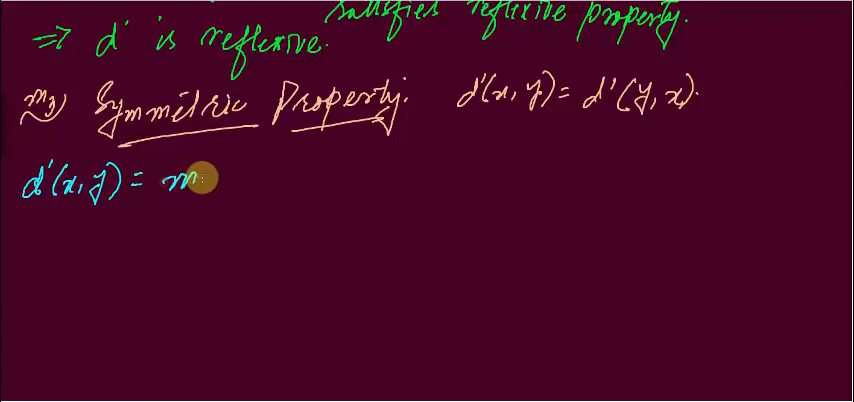 satisfies reflexive property.
⇒ d' is reflexive.
m3) Symmetric Property. d'(x, y) = d'(y, x).
d'(x, y) = m